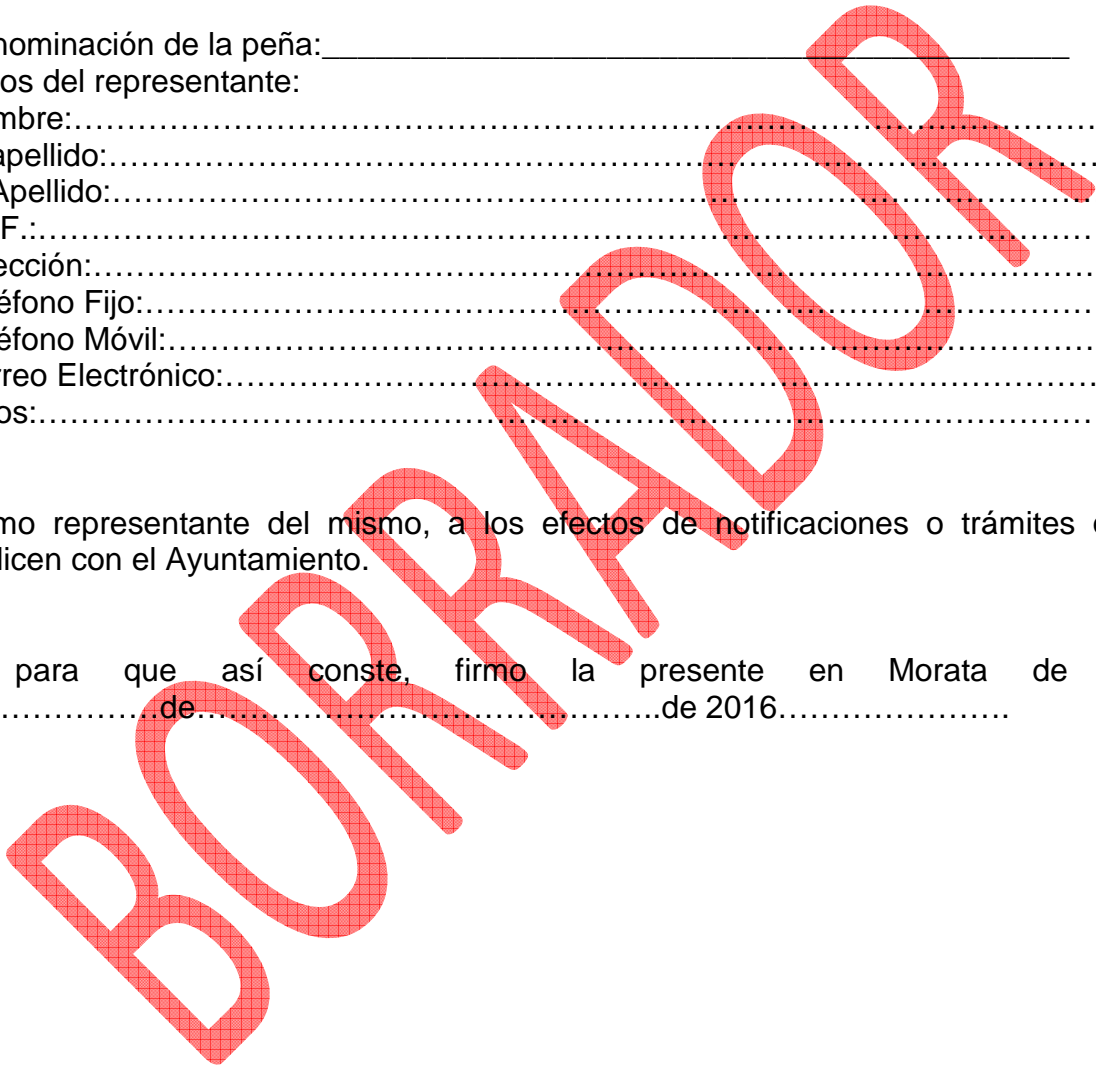 nominación de la peña:__________________________________________
os del representante:
mbre:……………………………………………………………………………………….
apellido:……………………………………………………………………………………
Apellido:……………………………………………………………………………………
F.:……………………………………………………………………………………………
ección:………………………………………………………………………………………
éfono Fijo:…………………………………………………………………………………
éfono Móvil:………………………………………………………………………………
rreo Electrónico:…………………………………………………………………………
os:……………………………………………………………………………………………
mo representante del mismo, a los efectos de notificaciones o trámites
licen con el Ayuntamiento.
para que así conste, firmo la presente en Morata de
……………..de……………………………………..de 2016………………….
BORRADOR